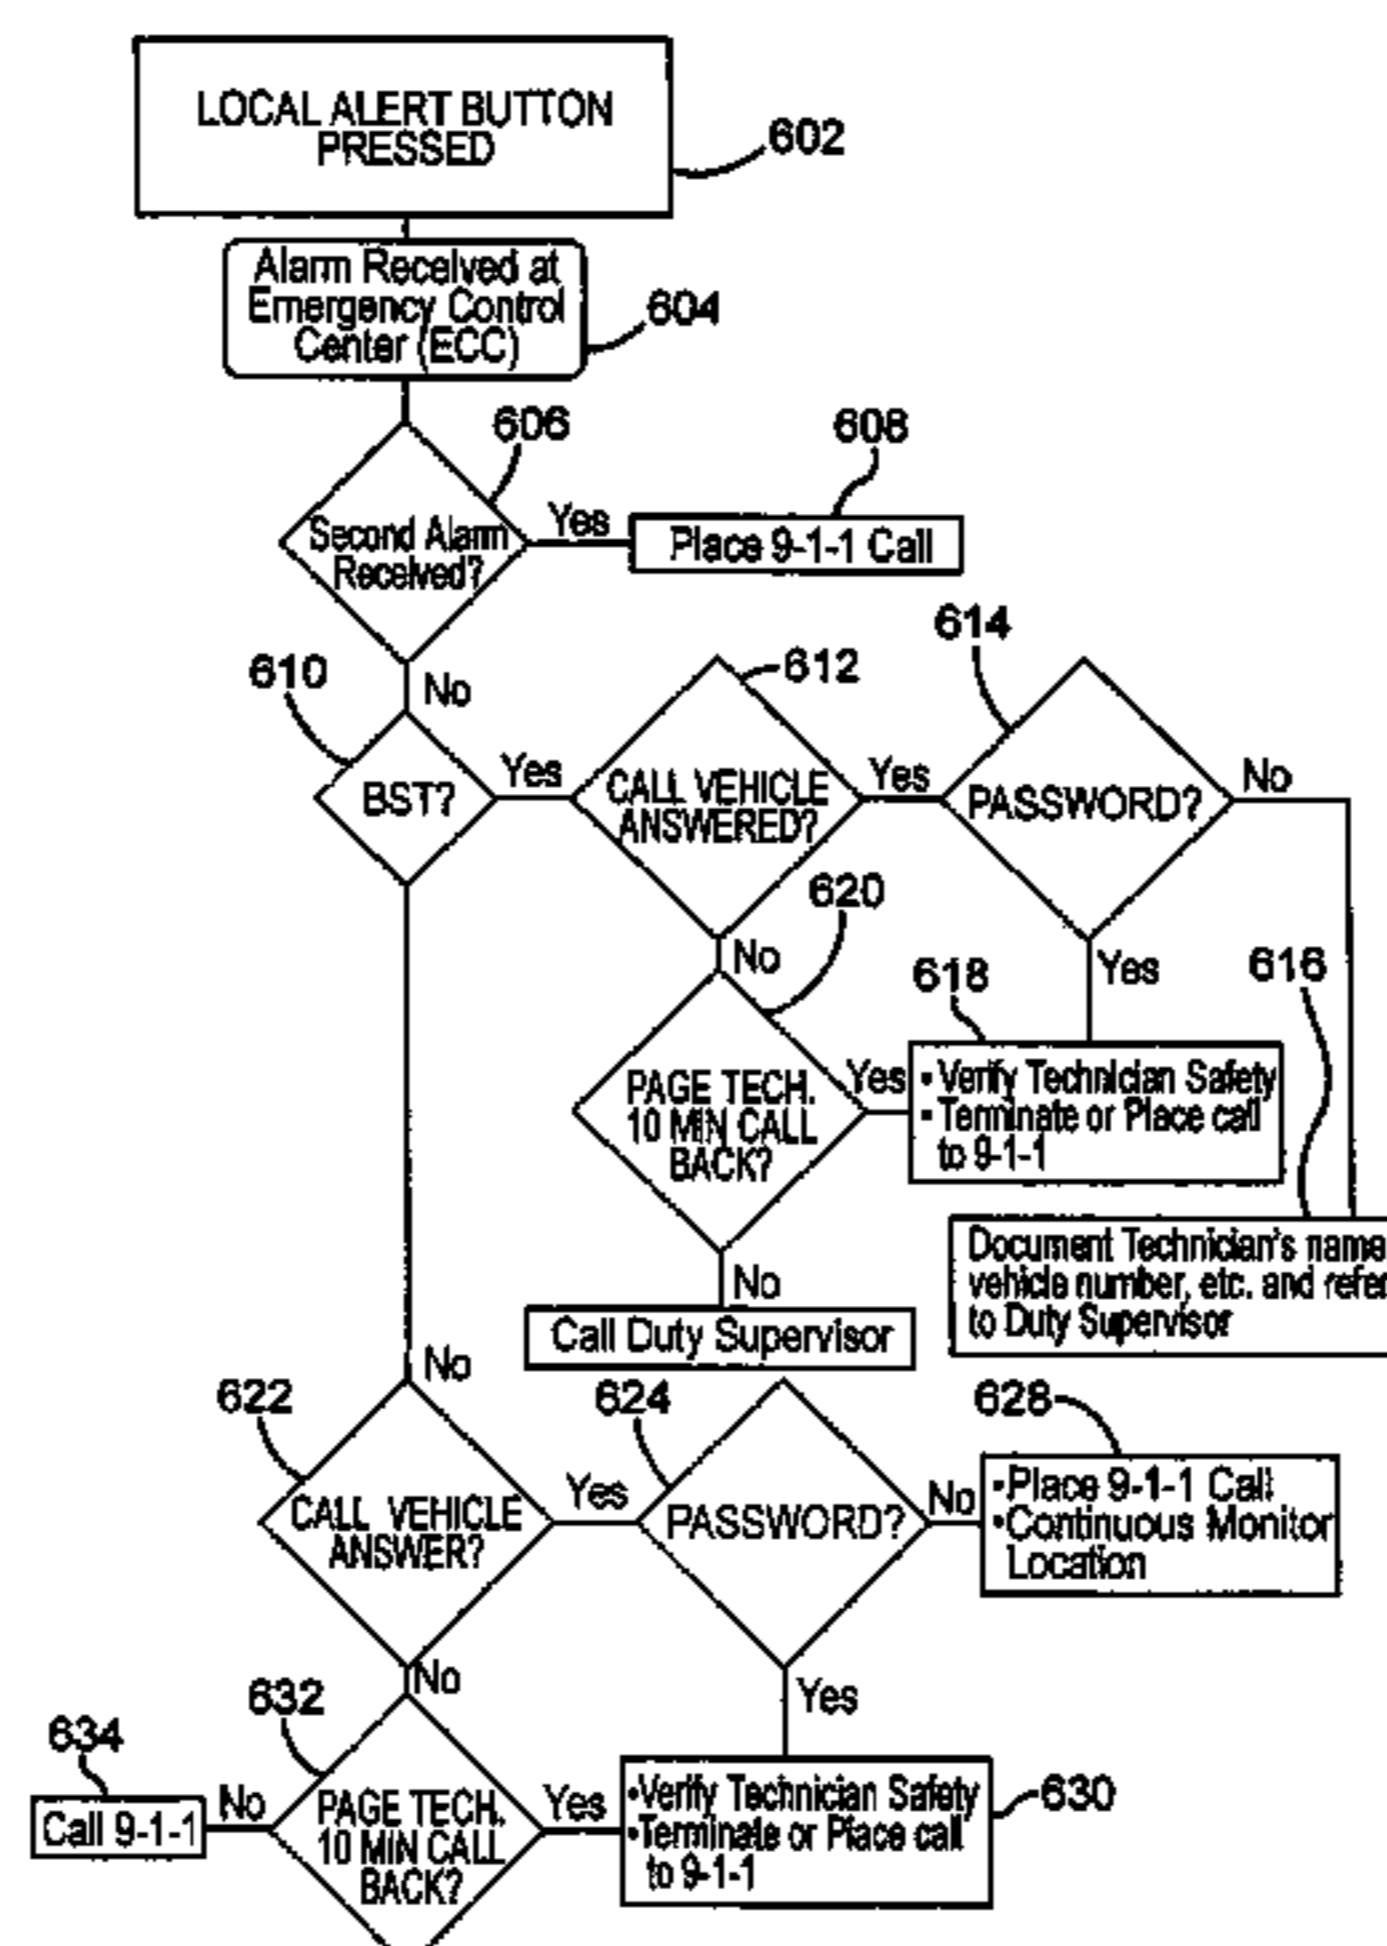 LOCAL ALERT BUTTON
PRESSED
602
Alarm Received at
Emergency Control
Center (ECC)
604
606
608
Second Alarm
Received?
Yes
Place 9-1-1 Call
No
610
612
614
BST?
Yes
CALL VEHICLE
ANSWERED?
Yes
PASSWORD?
No
620
No
Yes
618
616
PAGE TECH.
10 MIN CALL
BACK?
Yes
• Verify Technician Safety
• Terminate or Place call
to 9-1-1
No
Document Technician's name
vehicle number, etc. and refer
to Duty Supervisor
Call Duty Supervisor
No
622
624
628
CALL VEHICLE
ANSWER?
Yes
PASSWORD?
No
•Place 9-1-1 Call
•Continuous Monitor
Location
No
Yes
632
634
Call 9-1-1
No
PAGE TECH.
10 MIN CALL
BACK?
Yes
•Verify Technician Safety
•Terminate or Place call
to 9-1-1
630